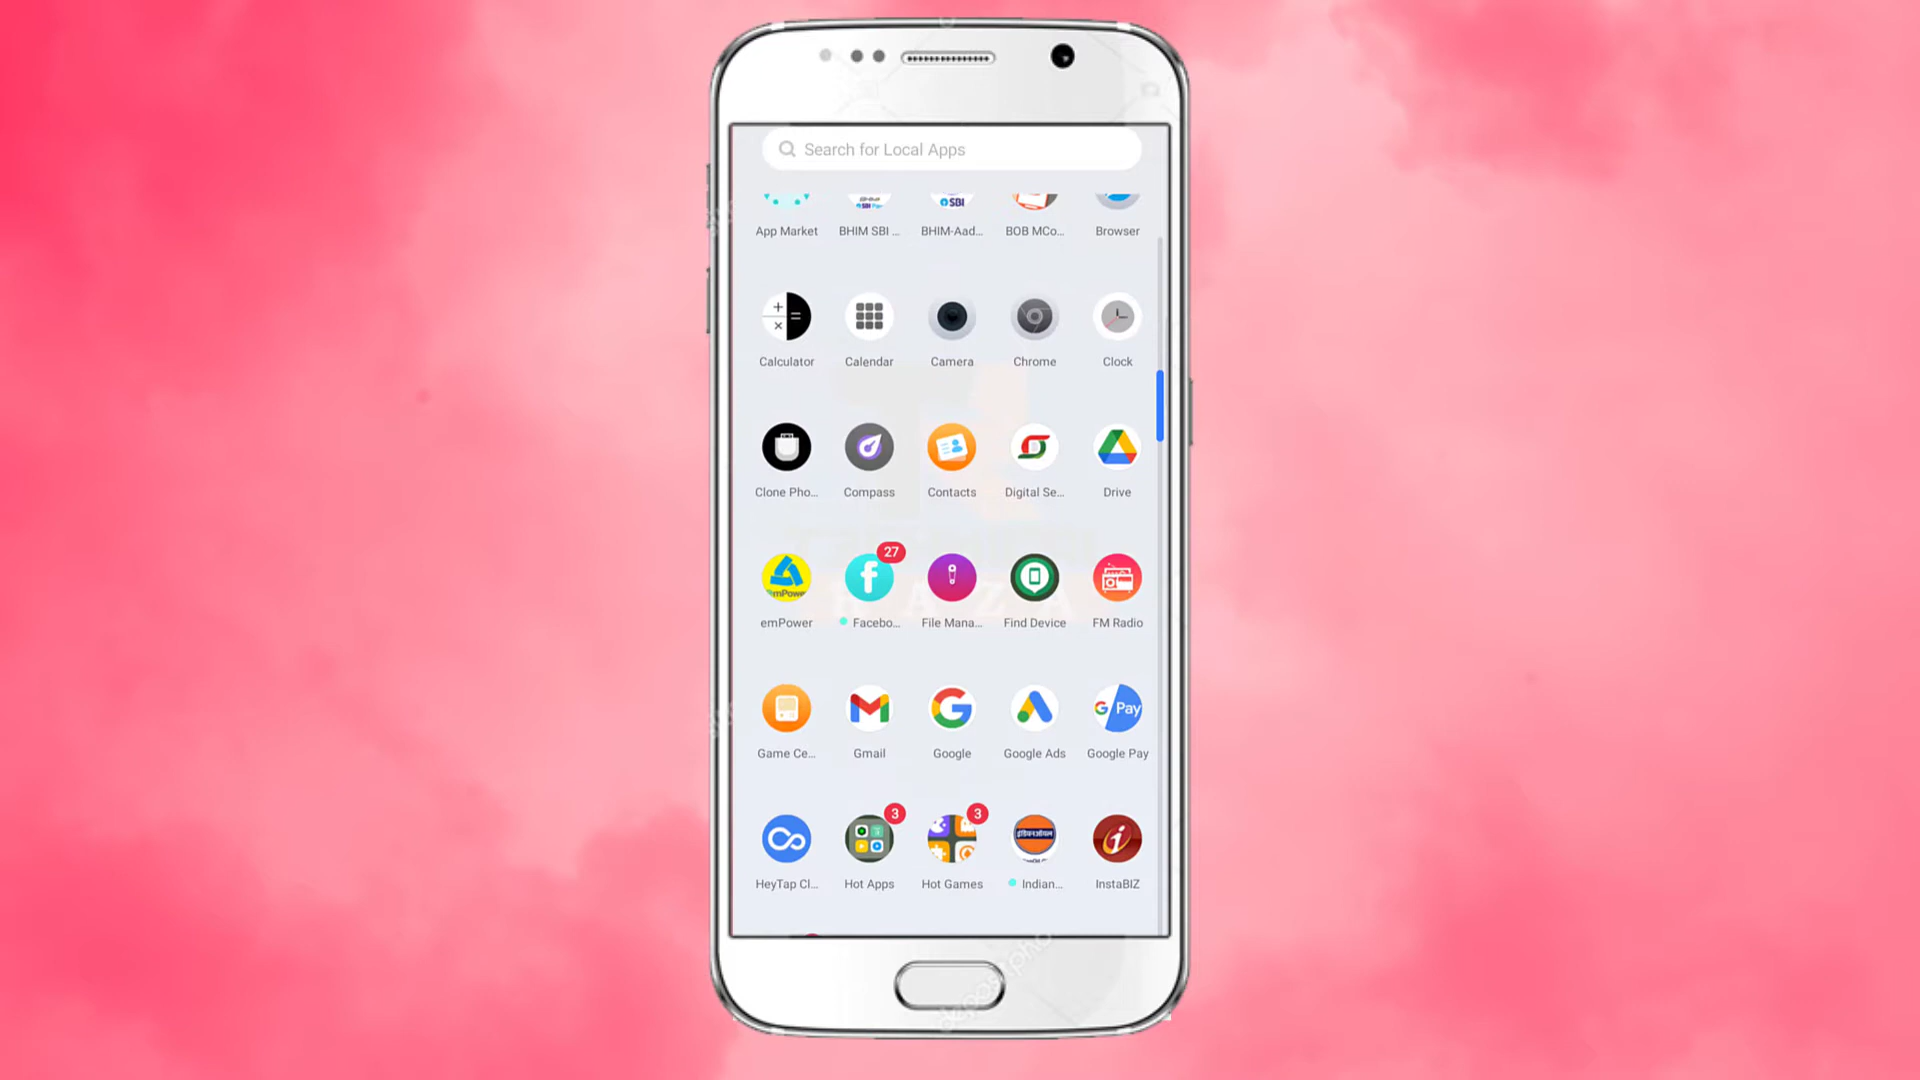 Search for Local Apps
App Market BHIM SBI ... BHIM-Aad... BOB MCo... Browser
Calculator Calendar Camera Chrome Clock
Clone Pho... Compass Contacts Digital Se... Drive
27
emPower Facebo... File Mana... Find Device FM Radio
G Pay
Game Ce... Gmail Google Google Ads Google Pay
3 3
इंडियनऑयल
HeyTap Cl... Hot Apps Hot Games Indian... InstaBIZ